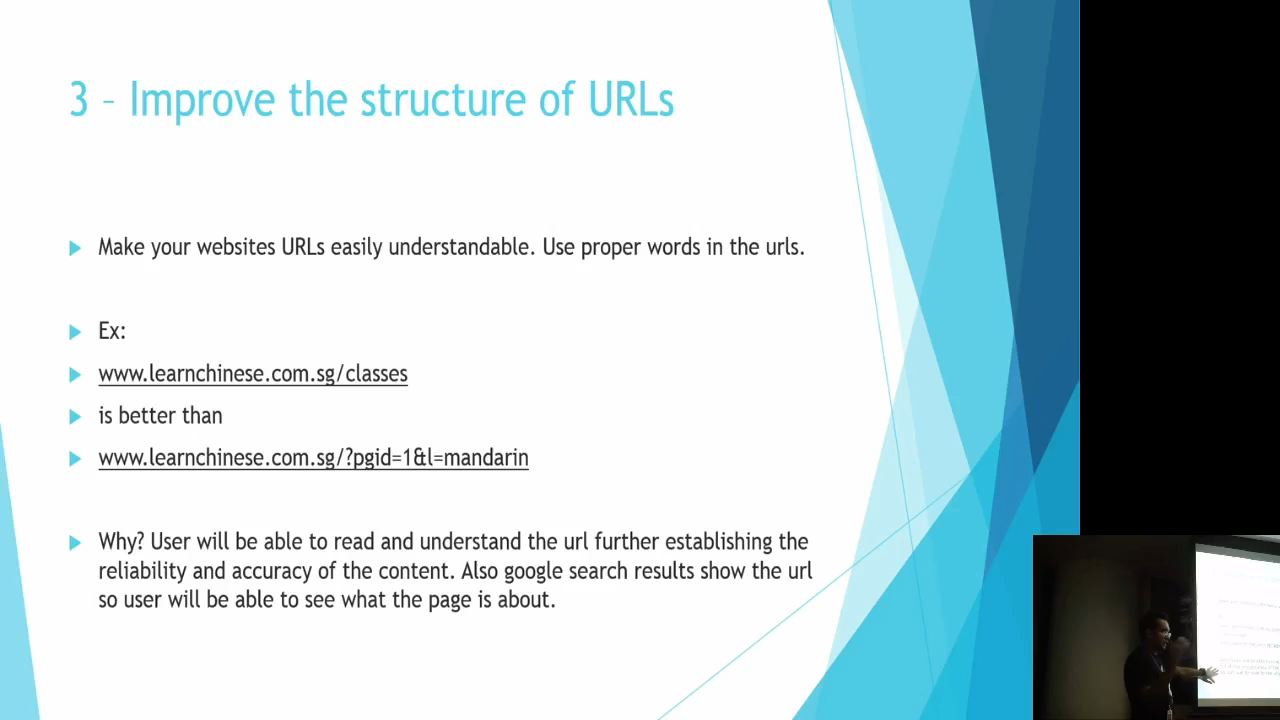 3 – Improve the structure of URLs
Make your websites URLs easily understandable. Use proper words in the urls.
Ex:
www.learnchinese.com.sg/classes
is better than
www.learnchinese.com.sg/?pgid=1&l=mandarin
Why? User will be able to read and understand the url further establishing the
reliability and accuracy of the content. Also google search results show the url
so user will be able to see what the page is about.